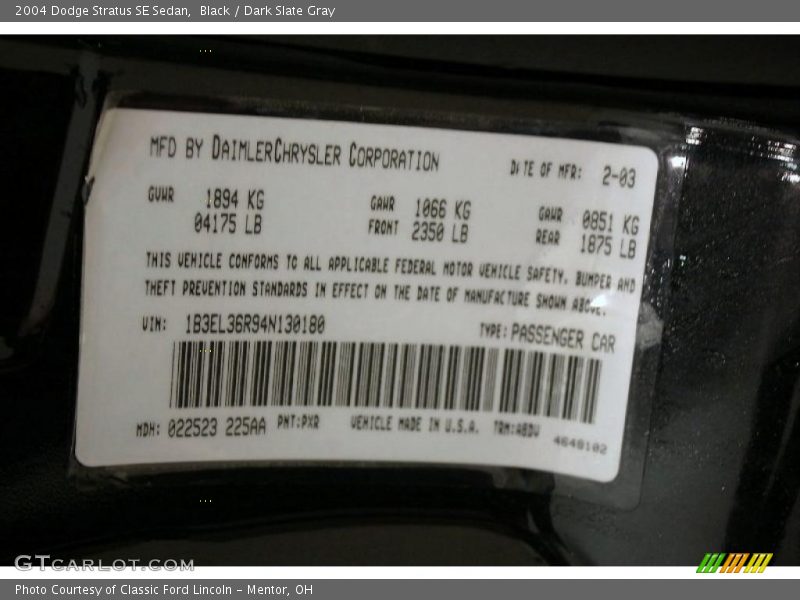 2004 Dodge Stratus SE Sedan, Black / Dark Slate Gray
MFD BY DAIMLERCHRYSLER CORPORATION DATE OF MFR: 2-03
GVWR 1894 KG GAWR 1066 KG GAWR 0851 KG
04175 LB FRONT 2350 LB REAR 1875 LB
THIS VEHICLE CONFORMS TO ALL APPLICABLE FEDERAL MOTOR VEHICLE SAFETY, BUMPER AND
THEFT PREVENTION STANDARDS IN EFFECT ON THE DATE OF MANUFACTURE SHOWN ABOVE.
VIN: 1B3EL36R94N130180 TYPE: PASSENGER CAR
MDH: 022523 225AA PNT:PXR VEHICLE MADE IN U.S.A. TRM:A8DV
4640102
GTCARLOT.COM
Photo Courtesy of Classic Ford Lincoln - Mentor, OH